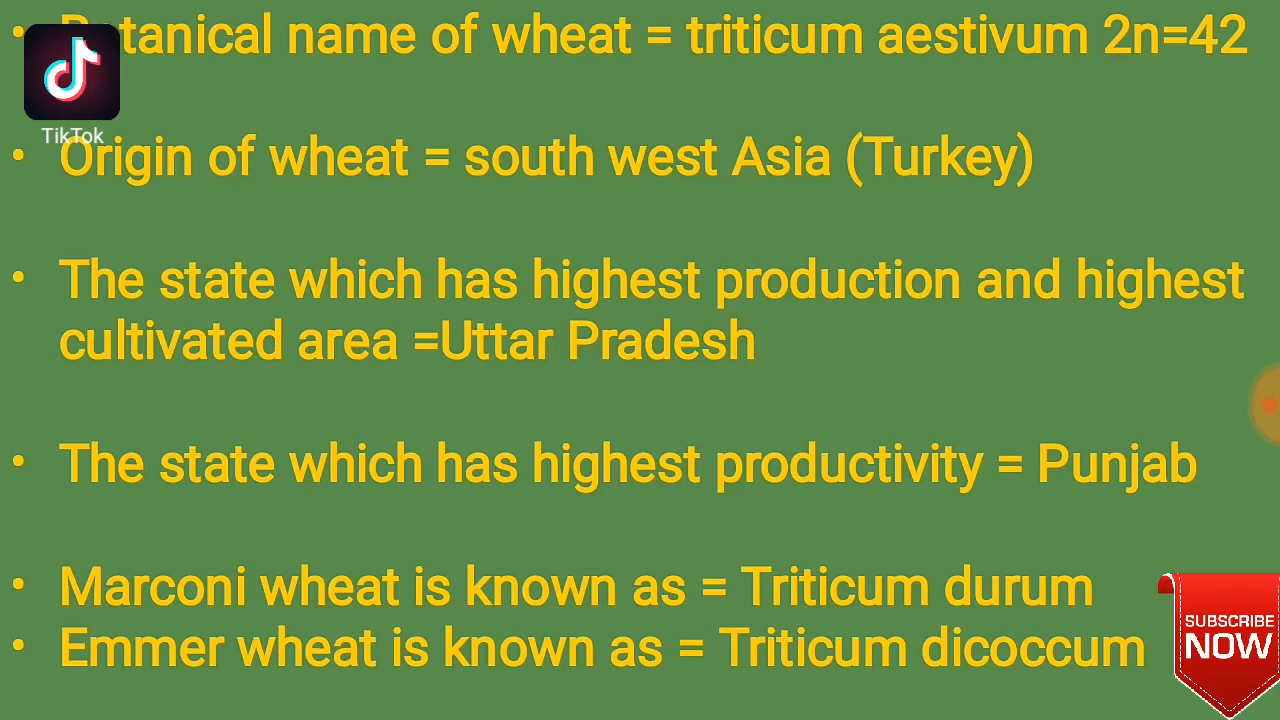 • Botanical name of wheat = triticum aestivum 2n=42
TikTok
• Origin of wheat = south west Asia (Turkey)
• The state which has highest production and highest
cultivated area =Uttar Pradesh
• The state which has highest productivity = Punjab
• Marconi wheat is known as = Triticum durum
• Emmer wheat is known as = Triticum dicoccum
SUBSCRIBE
NOW